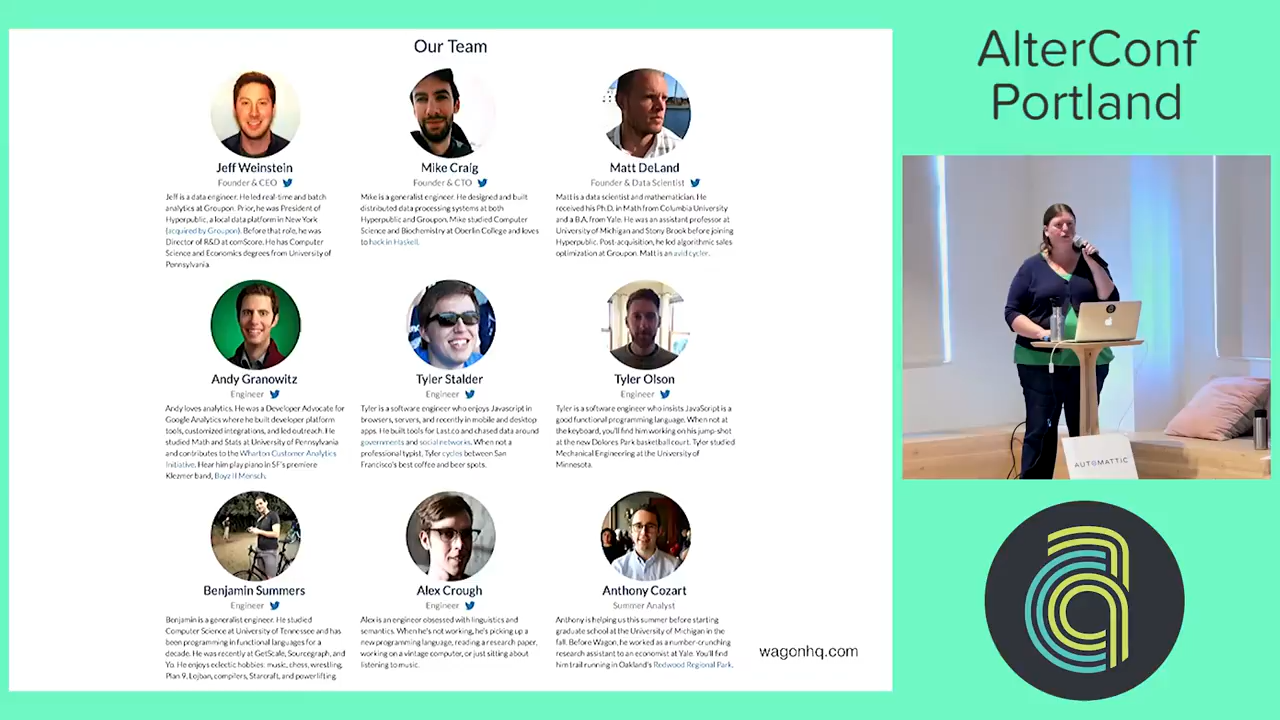 Our Team
Jeff Weinstein
Founder & CEO
Jeff is a data engineer. He led real-time and batch
analytics at Groupon. Prior, he was President of
Hyperpublic, a local data platform in New York
(acquired by Groupon). Before that role, he was
Director of R&D at comScore. He has Computer
Science and Economics degrees from University of
Pennsylvania.
Mike Craig
Founder & CTO
Mike is a generalist engineer. He designed and built
distributed data processing systems at both
Hyperpublic and Groupon. Mike studied Computer
Science and Biochemistry at Oberlin College and loves
to hack in Haskell.
Matt DeLand
Founder & Data Scientist
Matt is a data scientist and mathematician. He
received his Ph.D. in Math from Columbia University
and a B.A. from Yale. He was an assistant professor at
University of Michigan and Stony Brook before joining
Hyperpublic. Post-acquisition, he led algorithmic sales
optimization at Groupon. Matt is an avid cycler.
Andy Granowitz
Engineer
Andy loves analytics. He was a Developer Advocate for
Google Analytics where he built developer platform
tools, customized integrations, and led outreach. He
studied Math and Stats at University of Pennsylvania
and contributes to the Wharton Customer Analytics
Initiative. Hear him play piano in SF's premiere
Klezmer band, Boyz II Mensch.
Tyler Stalder
Engineer
Tyler is a software engineer who enjoys Javascript in
browsers, servers, and recently in mobile and desktop
apps. He built tools for Last.co and chased data around
governments and social networks. When not a
professional typist, Tyler cycles between San
Francisco's best coffee and beer spots.
Tyler Olson
Engineer
Tyler is a software engineer who insists JavaScript is a
good functional programming language. When not at
the keyboard, you'll find him working on his jump-shot
at the new Dolores Park basketball court. Tyler studied
Mechanical Engineering at the University of
Minnesota.
Benjamin Summers
Engineer
Benjamin is a generalist engineer. He studied
Computer Science at University of Tennessee and has
been programming in functional languages for a
decade. He was recently at GetScale, Sourcegraph, and
Yo. He enjoys eclectic hobbies: music, chess, wrestling,
Plan 9, Lojban, compilers, Starcraft, and powerlifting.
Alex Crough
Engineer
Alex is an engineer obsessed with linguistics and
semantics. When he's not working, he's picking up a
new programming language, reading a research paper,
working on a vintage computer, or just sitting about
listening to music.
Anthony Cozart
Summer Analyst
Anthony is helping us this summer before starting
graduate school at the University of Michigan in the
fall. Before Wagon, he worked as a number-crunching
research assistant to an economist at Yale. You'll find
him trail running in Oakland's Redwood Regional Park.
wagonhq.com
AlterConf
Portland
AUTOMATTIC